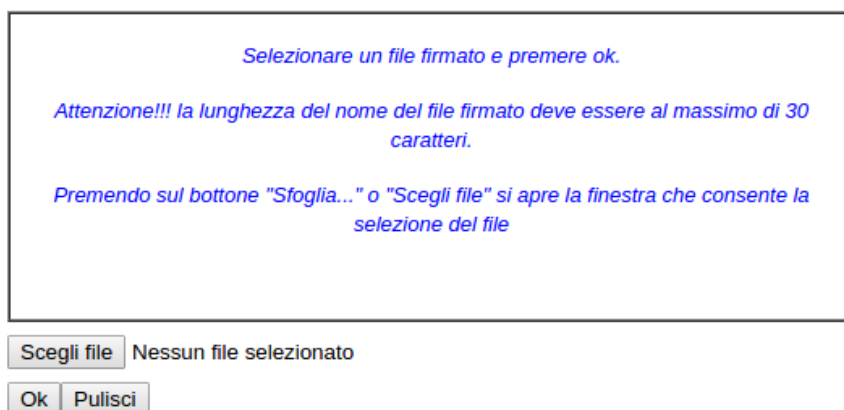 Selezionare un file firmato e premere ok.
Attenzione!!! la lunghezza del nome del file firmato deve essere al massimo di 30
caratteri.
Premendo sul bottone "Sfoglia..." o "Scegli file" si apre la finestra che consente la
selezione del file
Scegli file Nessun file selezionato
Ok Pulisci